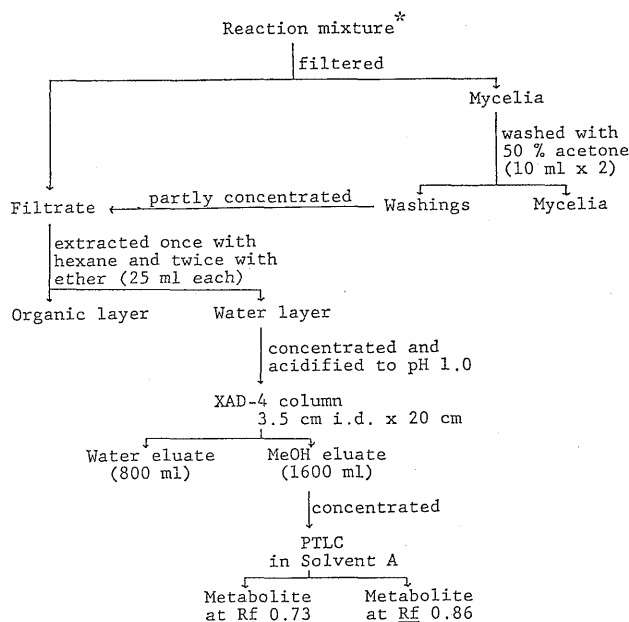 Reaction mixture*
filtered
Mycelia
washed with
50 % acetone
(10 ml x 2)
partly concentrated
Filtrate
Washings
Mycelia
extracted once with
hexane and twice with
ether (25 ml each)
Organic layer
Water layer
concentrated and
acidified to pH 1.0
XAD-4 column
3.5 cm i.d. x 20 cm
Water eluate
(800 ml)
MeOH eluate
(1600 ml)
concentrated
PTLC
in Solvent A
Metabolite
at Rf 0.73
Metabolite
at Rf 0.86